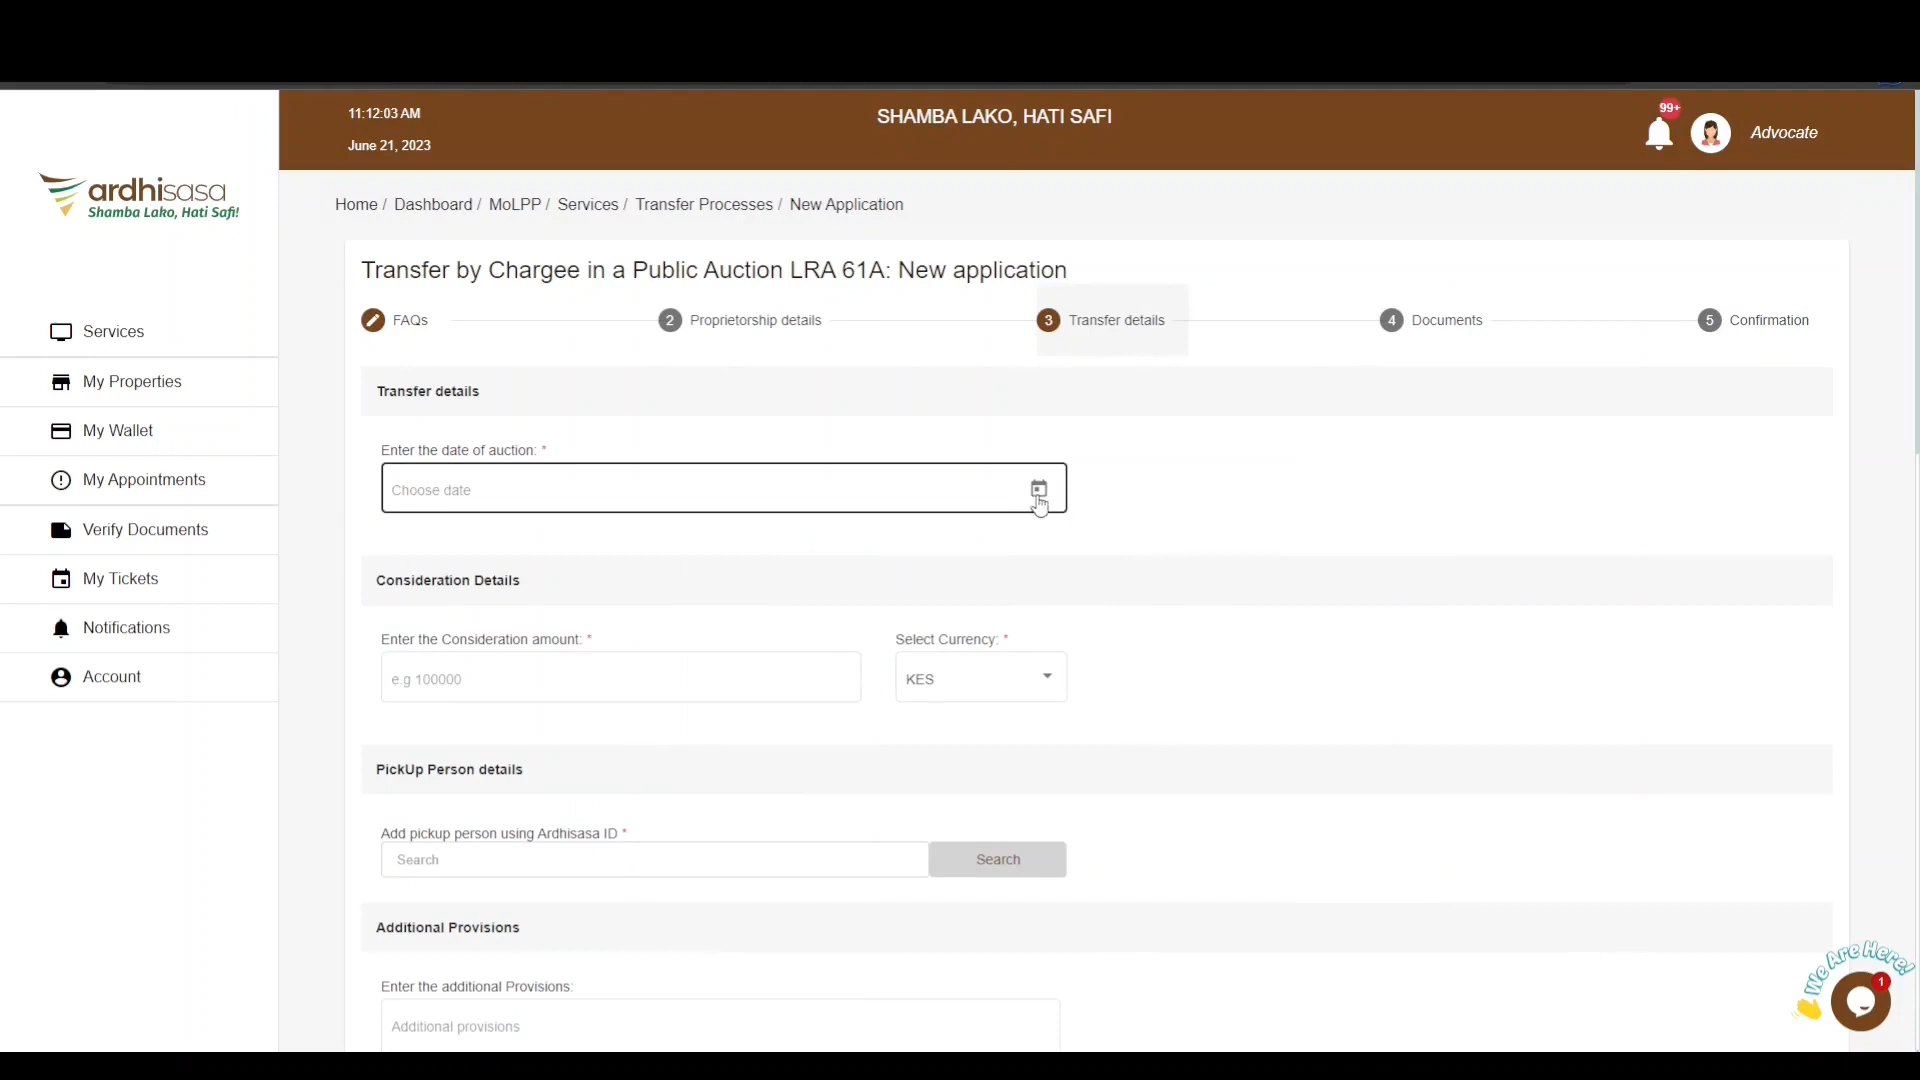 11:12:03 AM
June 21, 2023
SHAMBA LAKO, HATI SAFI
99+
Advocate
ardhisasa
Shamba Lako, Hati Safi!
Services
My Properties
My Wallet
My Appointments
Verify Documents
My Tickets
Notifications
Account
Home / Dashboard / MoLPP / Services / Transfer Processes / New Application
Transfer by Chargee in a Public Auction LRA 61A: New application
FAQs
2 Proprietorship details
3 Transfer details
4 Documents
5 Confirmation
Transfer details
Enter the date of auction: *
Choose date
Consideration Details
Enter the Consideration amount: *
Select Currency: *
e.g 100000
KES
PickUp Person details
Add pickup person using Ardhisasa ID *
Search
Search
Additional Provisions
Enter the additional Provisions:
Additional provisions
We Are Here!
1